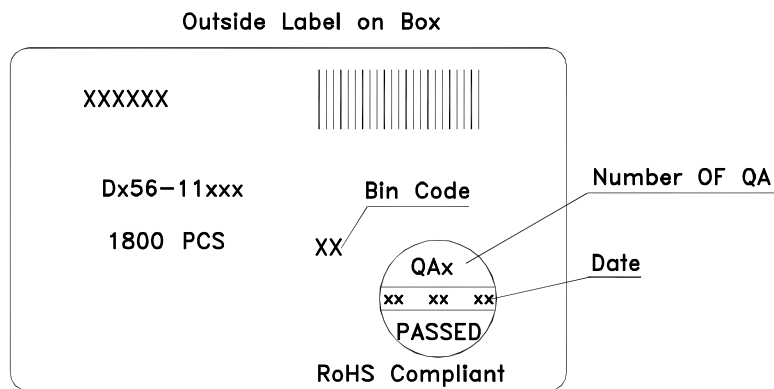 Outside Label on Box
XXXXXX
Dx56-11xxx
Bin Code
Number OF QA
1800 PCS
XX
QAx
Date
xx xx xx
PASSED
RoHS Compliant